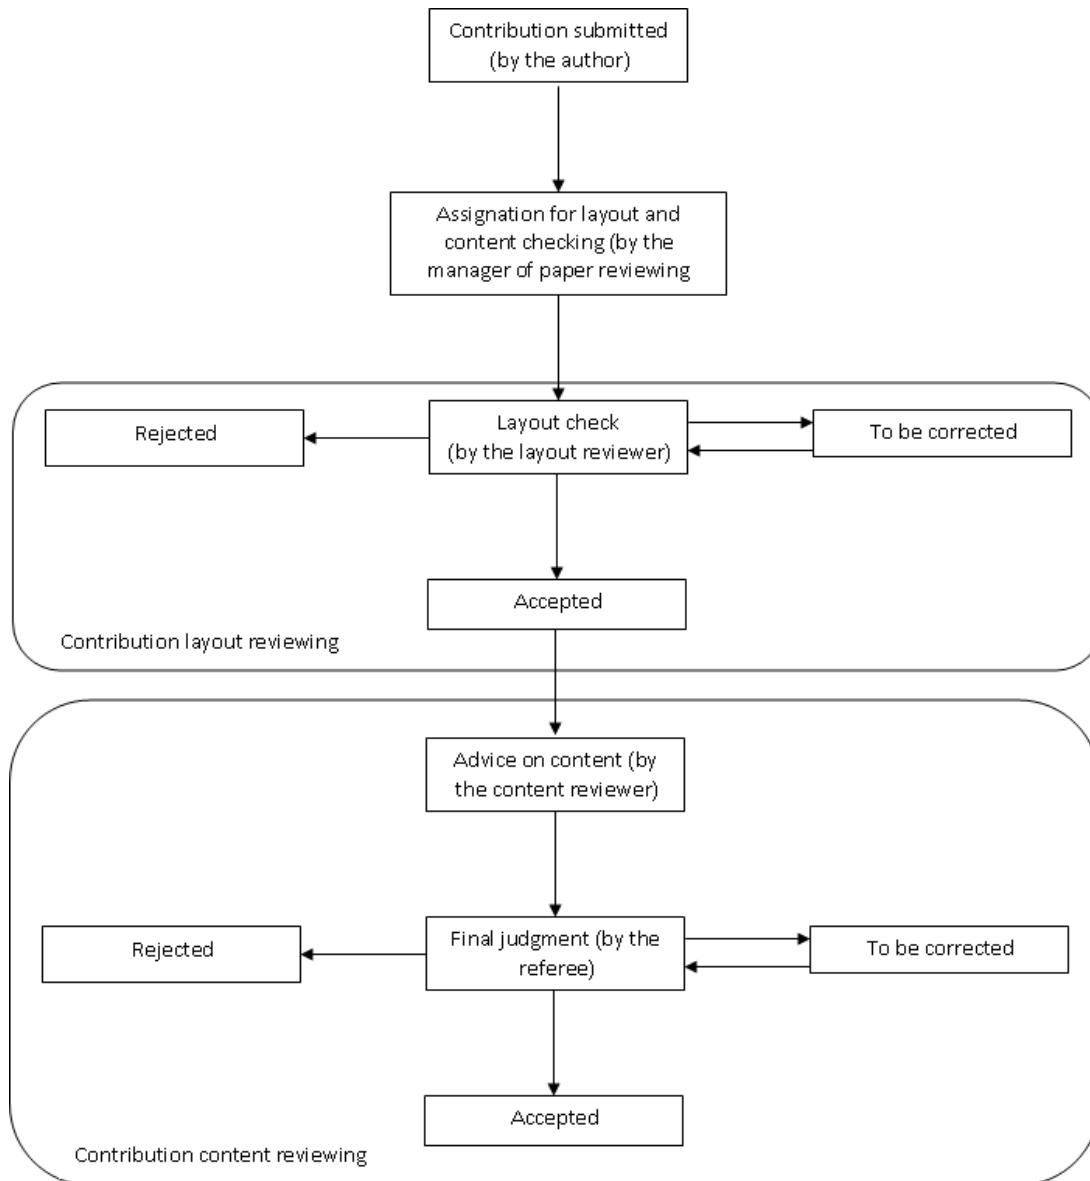 Contribution submitted
(by the author)
Assignation for layout and
content checking (by the
manager of paper reviewing
Rejected
Layout check
(by the layout reviewer)
To be corrected
Accepted
Contribution layout reviewing
Advice on content (by
the content reviewer)
Rejected
Final judgment (by the
referee)
To be corrected
Accepted
Contribution content reviewing